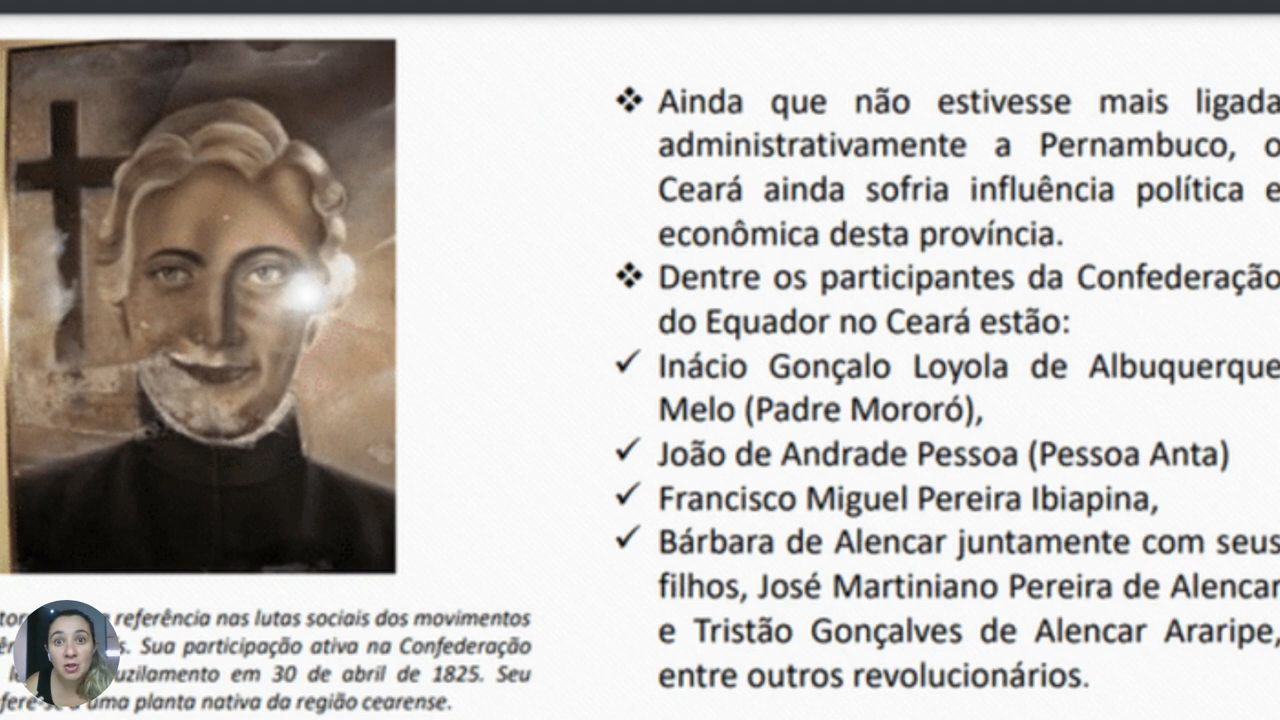 ❖ Ainda que não estivesse mais ligada
administrativamente a Pernambuco, o
Ceará ainda sofria influência política e
econômica desta província.
❖ Dentre os participantes da Confederação
do Equador no Ceará estão:
✓ Inácio Gonçalo Loyola de Albuquerque
Melo (Padre Mororó),
✓ João de Andrade Pessoa (Pessoa Anta)
✓ Francisco Miguel Pereira Ibiapina,
✓ Bárbara de Alencar juntamente com seus
filhos, José Martiniano Pereira de Alencar
e Tristão Gonçalves de Alencar Araripe,
entre outros revolucionários.
referência nas lutas sociais dos movimentos
Sua participação ativa na Confederação
em 30 de abril de 1825. Seu
uma planta nativa da região cearense.